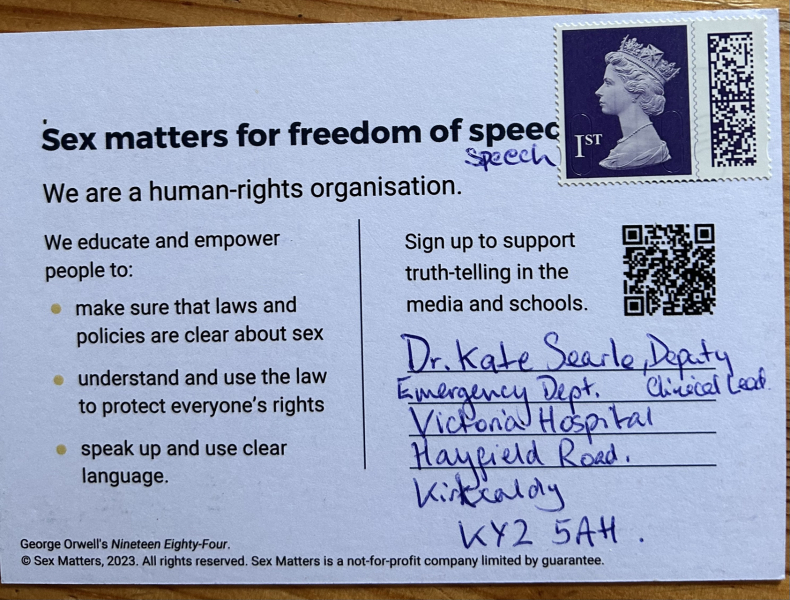 Sex matters for freedom of speec
speech
1ST
We are a human-rights organisation.
We educate and empower
people to:
make sure that laws and
policies are clear about sex
understand and use the law
to protect everyone's rights
speak up and use clear
language.
Sign up to support
truth-telling in the
media and schools.
Dr. Kate Searle, Deputy
Emergency Dept. Clinical Lead.
Victoria Hospital
Hayfield Road.
Kirkcaldy
KY2 5AH.
George Orwell's Nineteen Eighty-Four.
© Sex Matters, 2023. All rights reserved. Sex Matters is a not-for-profit company limited by guarantee.